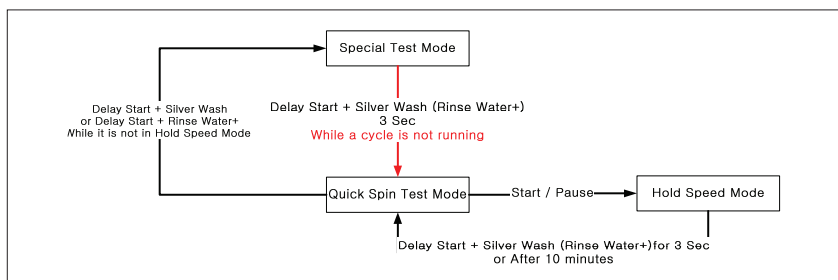 Special Test Mode
Delay Start + Silver Wash
or Delay Start + Rinse Water+
While it is not in Hold Speed Mode
Delay Start + Silver Wash (Rinse Water+)
3 Sec
While a cycle is not running
Quick Spin Test Mode
Start / Pause
Hold Speed Mode
Delay Start + Silver Wash (Rinse Water+)for 3 Sec
or After 10 minutes